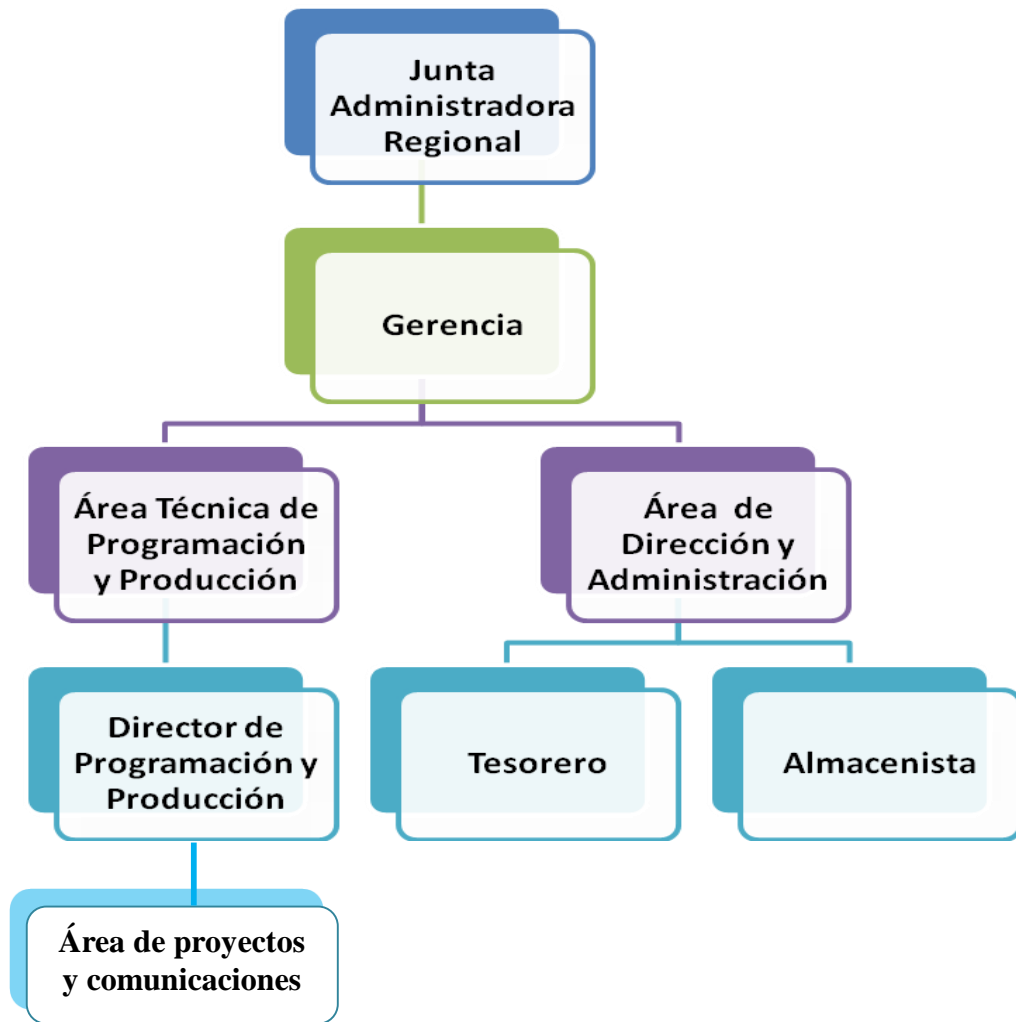 Junta
Administradora
Regional
Gerencia
Área Técnica de
Programación
y Producción
Área de
Dirección y
Administración
Director de
Programación y
Producción
Tesorero
Almacenista
Área de proyectos
y comunicaciones